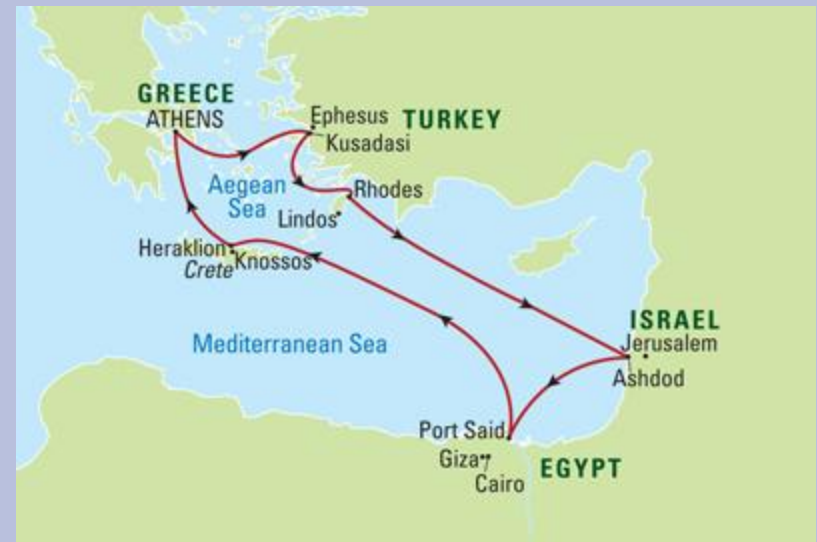 GREECE
ATHENS
Ephesus
TURKEY
Kusadasi
Aegean
Sea
Rhodes
Lindos
Heraklion
Crete
Knossos
Mediterranean Sea
ISRAEL
Jerusalem
Ashdod
Port Said
Giza
EGYPT
Cairo